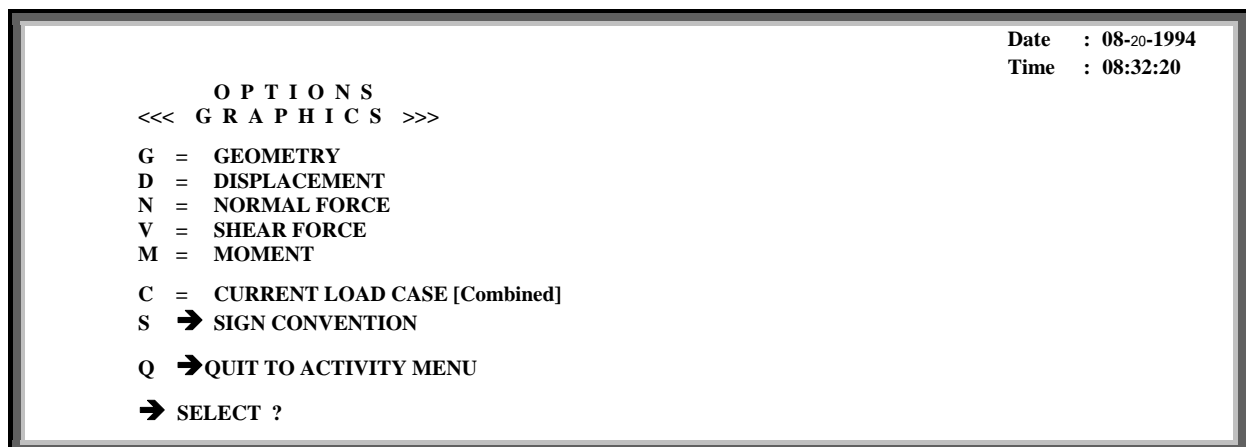 Date : 08-20-1994
Time : 08:32:20
O P T I O N S
<<< G R A P H I C S >>>
G = GEOMETRY
D = DISPLACEMENT
N = NORMAL FORCE
V = SHEAR FORCE
M = MOMENT
C = CURRENT LOAD CASE [Combined]
S ➔ SIGN CONVENTION
Q ➔QUIT TO ACTIVITY MENU
➔ SELECT ?